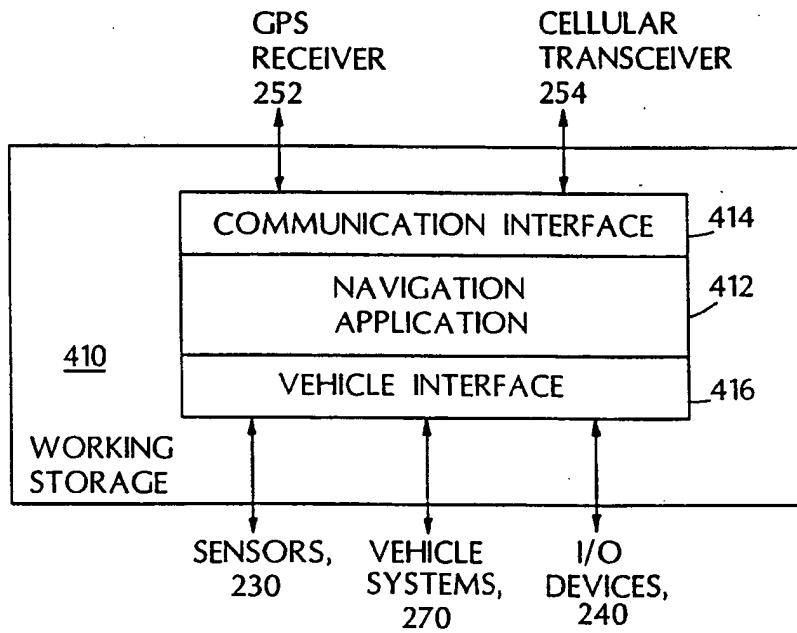 GPS
RECEIVER
252
CELLULAR
TRANSCEIVER
254
COMMUNICATION INTERFACE
414
NAVIGATION
APPLICATION
412
410
VEHICLE INTERFACE
416
WORKING
STORAGE
SENSORS,
230
VEHICLE
SYSTEMS,
270
I/O
DEVICES,
240